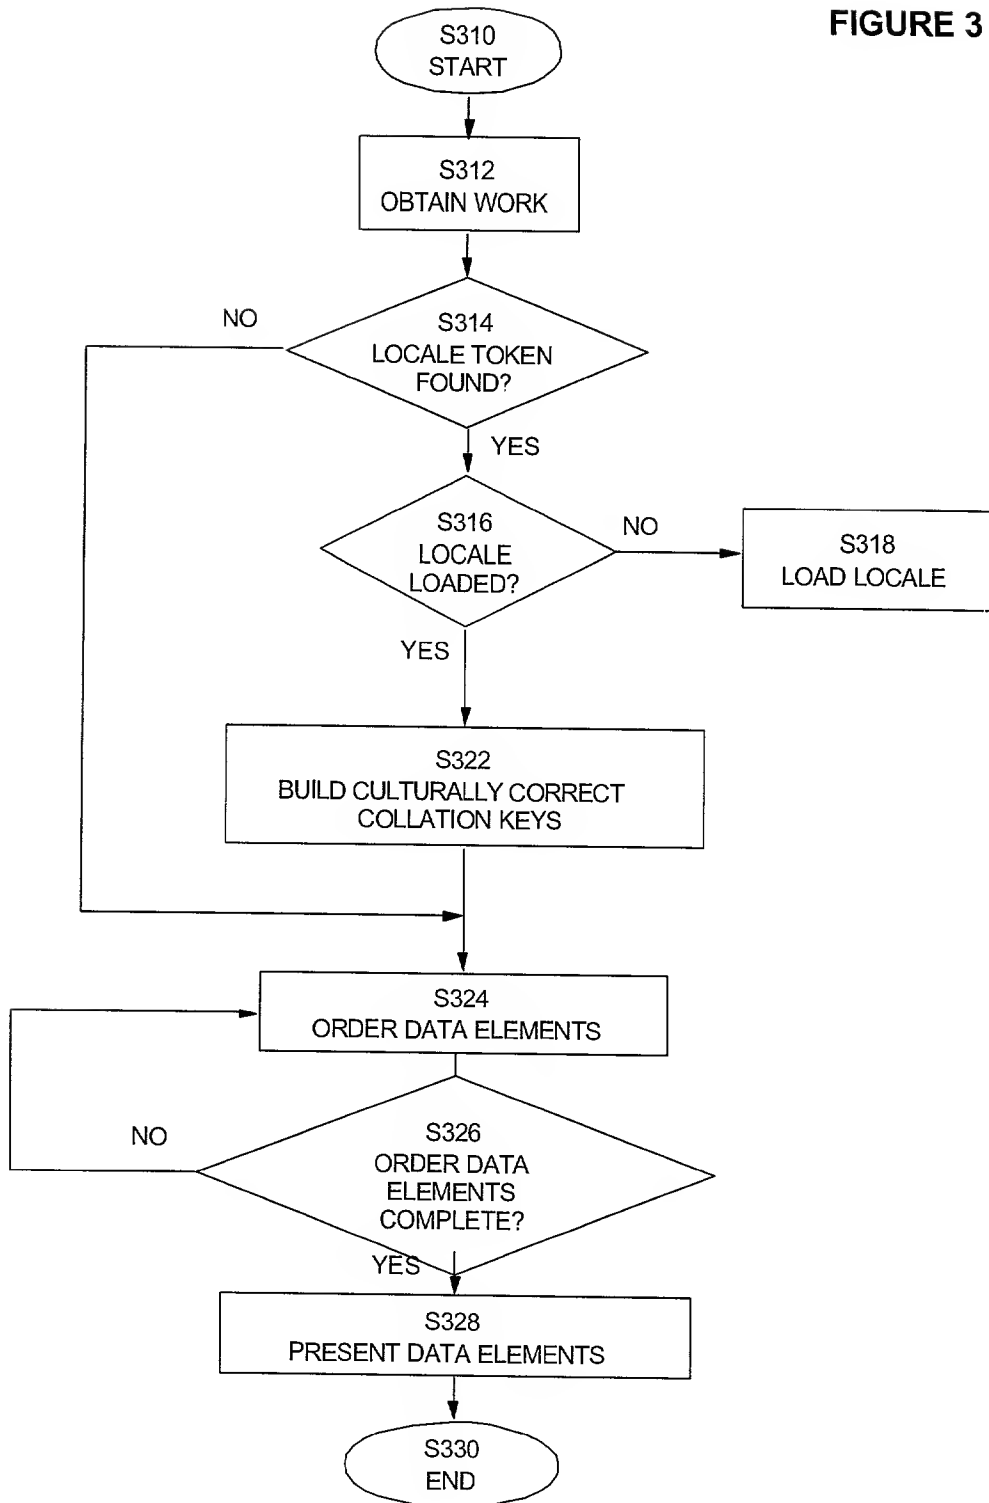 FIGURE 3
S310
START
S312
OBTAIN WORK
S314
LOCALE TOKEN
FOUND?
NO
YES
S316
LOCALE
LOADED?
NO
S318
LOAD LOCALE
YES
S322
BUILD CULTURALLY CORRECT
COLLATION KEYS
S324
ORDER DATA ELEMENTS
NO
S326
ORDER DATA
ELEMENTS
COMPLETE?
YES
S328
PRESENT DATA ELEMENTS
S330
END